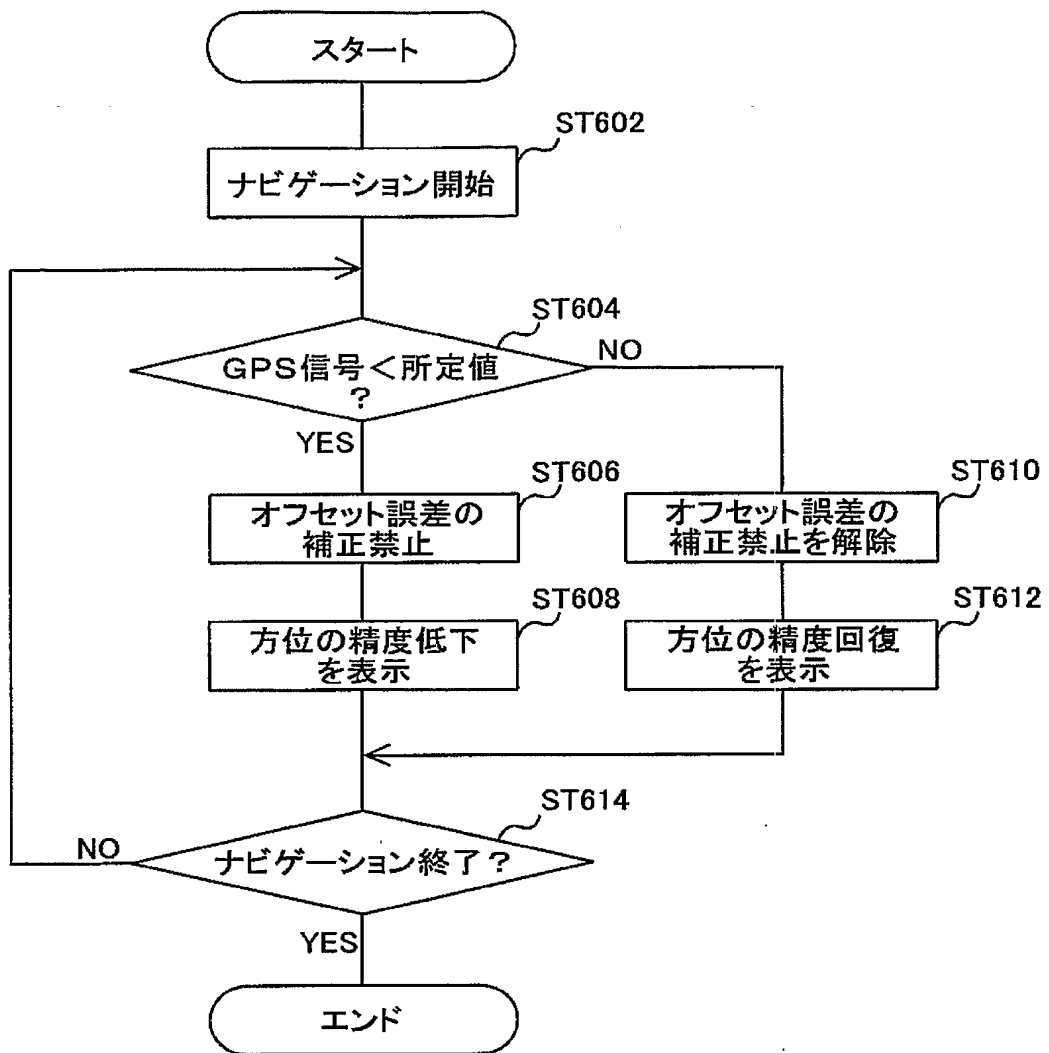 スタート
ST602
ナビゲーション開始
ST604
GPS信号＜所定値
？
NO
YES
ST606
オフセット誤差の
補正禁止
ST610
オフセット誤差の
補正禁止を解除
ST608
方位の精度低下
を表示
ST612
方位の精度回復
を表示
ST614
ナビゲーション終了？
NO
YES
エンド